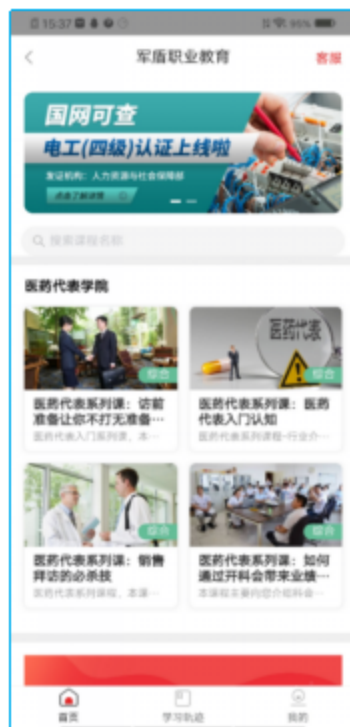 15:37
95%
军盾职业教育
客服
国网可查
电工(四级)认证上线啦
发证机构：人力资源与社会保障部
点击了解详情
搜索课程名称
医药代表学院
综合
医药代表
综合
医药代表系列课：访前
准备让你不打无准备…
医药代表入门系列课，本…
医药代表系列课：医药
代表入门认知
医药代表系列课程-行业介…
综合
综合
医药代表系列课：销售
拜访的必杀技
医药代表系列课程，本课…
医药代表系列课：如何
通过开科会带来业绩…
本课程主要向您介绍科会…
首页
学习轨迹
我的